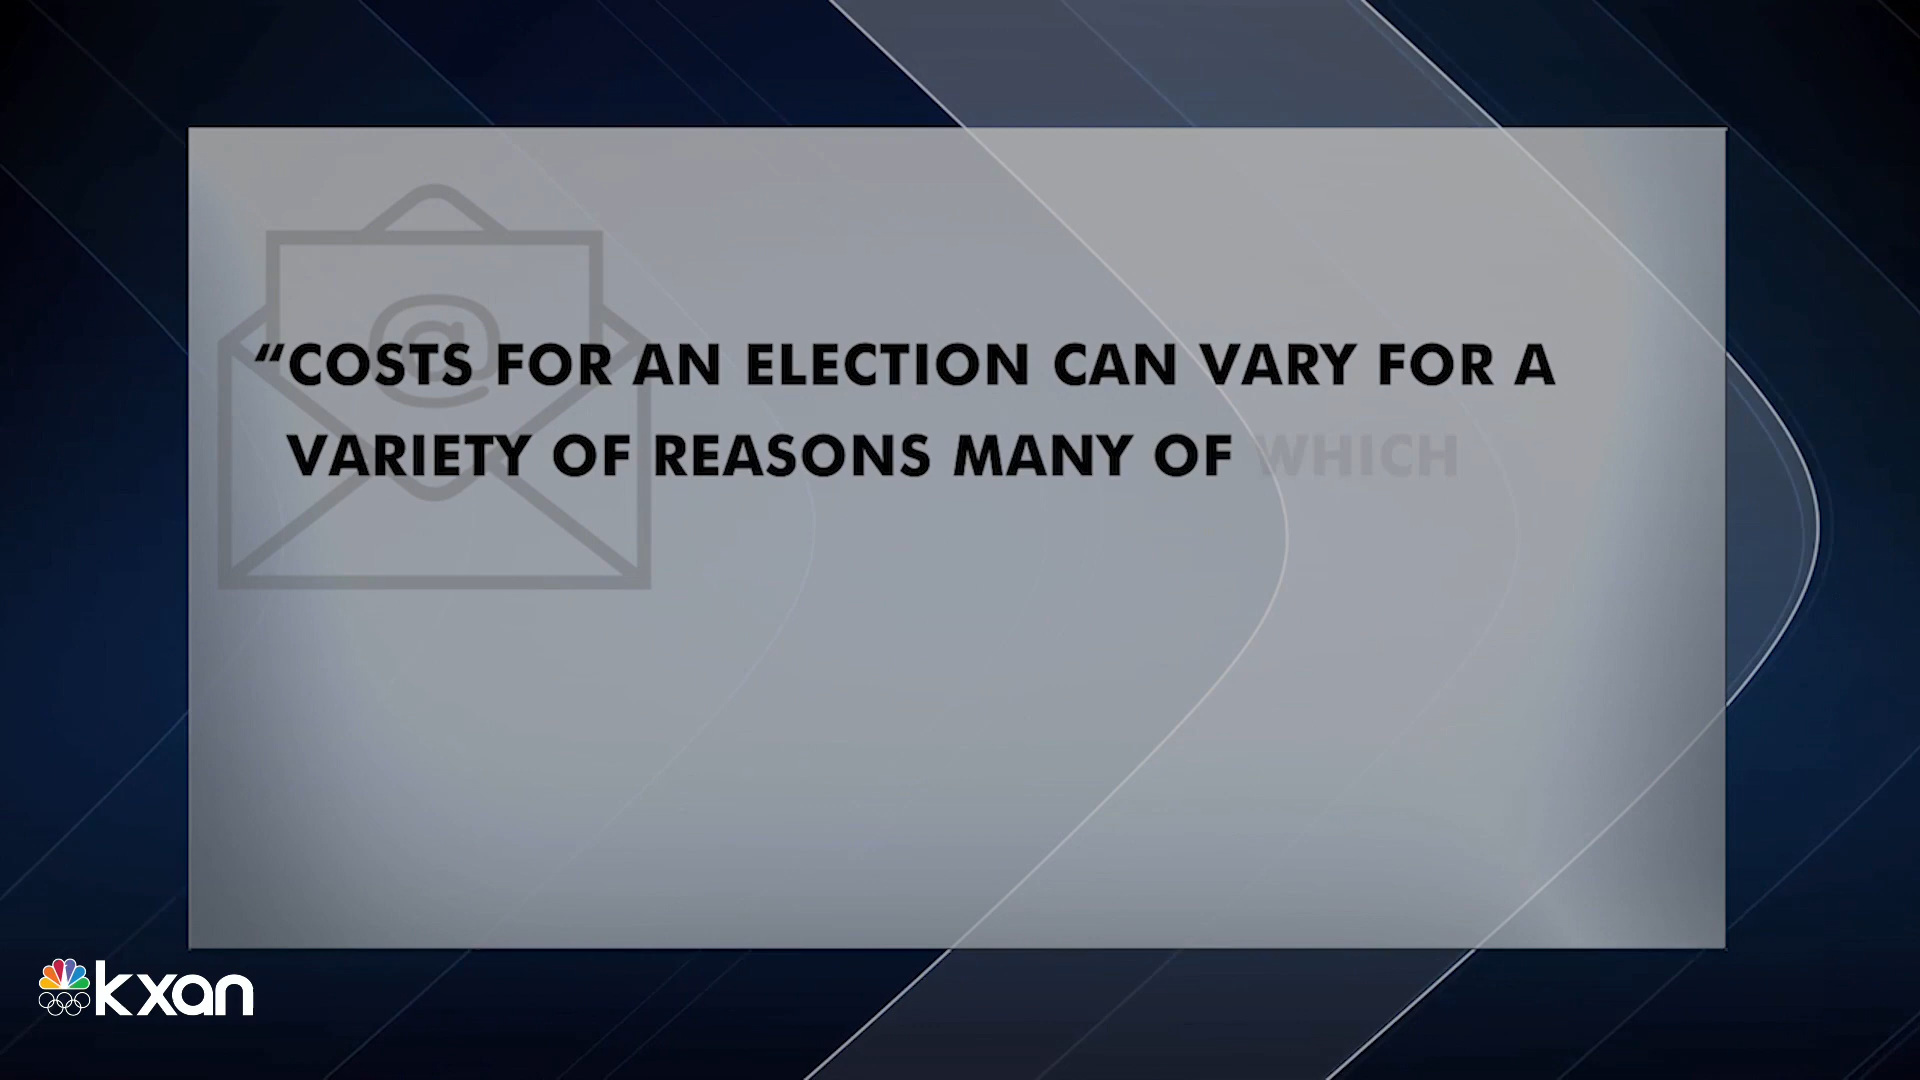 “COSTS FOR AN ELECTION CAN VARY FOR A
VARIETY OF REASONS MANY OF WHICH
kxan